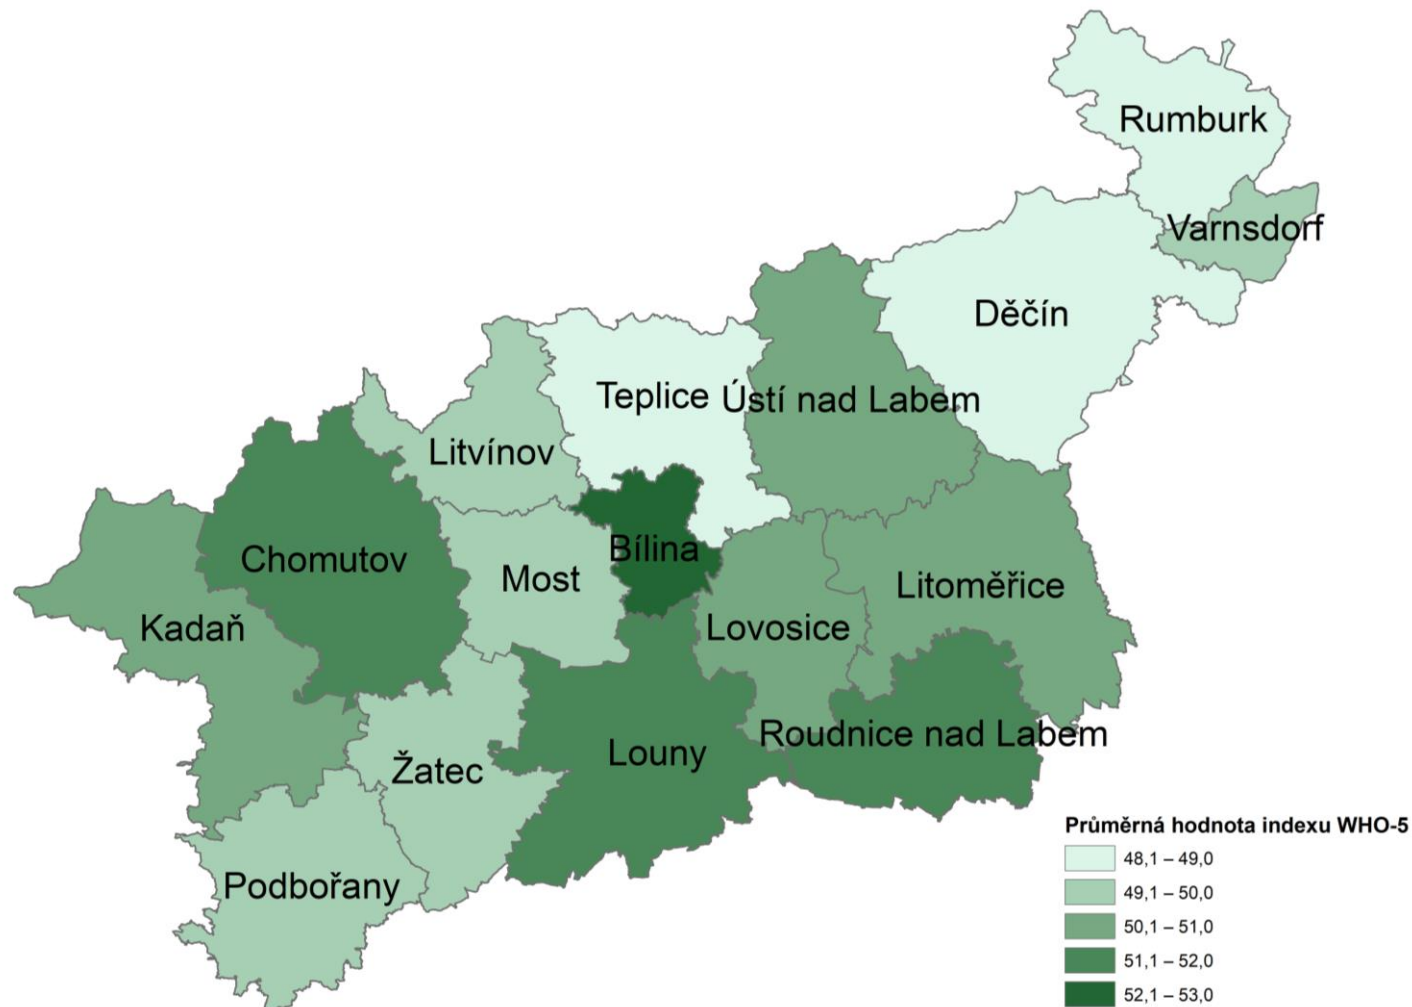 Rumburk
Varnsdorf
Děčín
Teplice
Ústí nad Labem
Litvínov
Chomutov
Bílina
Most
Litoměřice
Kadaň
Lovosice
Roudnice nad Labem
Louny
Žatec
Podbořany
Průměrná hodnota indexu WHO-5
48,1 – 49,0
49,1 – 50,0
50,1 – 51,0
51,1 – 52,0
52,1 – 53,0